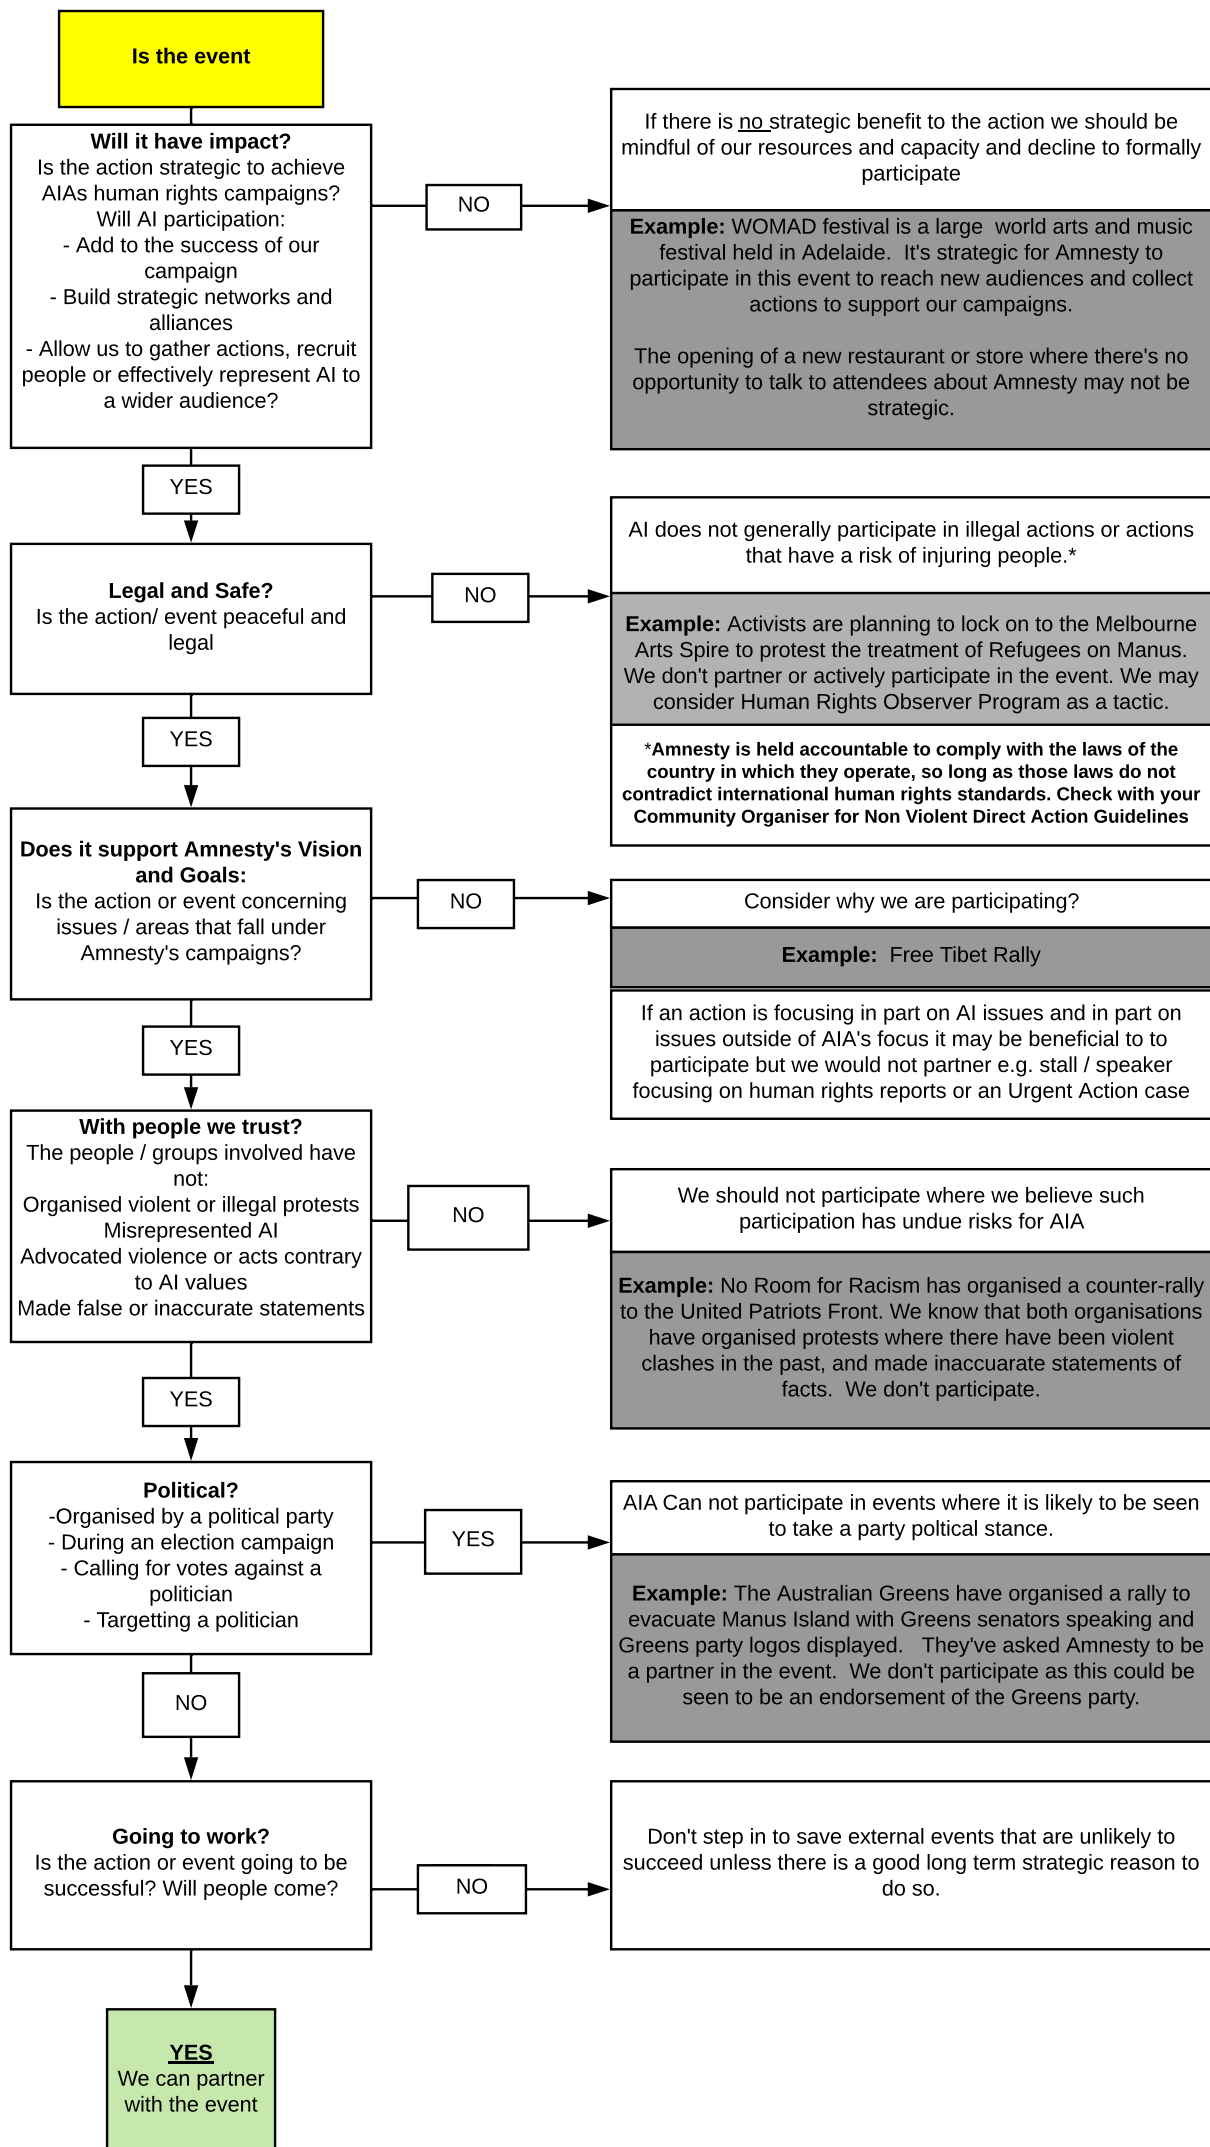 Is the event
Will it have impact?
Is the action strategic to achieve
AIAs human rights campaigns?
Will AI participation:
- Add to the success of our
campaign
- Build strategic networks and
alliances
- Allow us to gather actions, recruit
people or effectively represent AI to
a wider audience?
NO
If there is no strategic benefit to the action we should be
mindful of our resources and capacity and decline to formally
participate
Example: WOMAD festival is a large world arts and music
festival held in Adelaide. It's strategic for Amnesty to
participate in this event to reach new audiences and collect
actions to support our campaigns.
The opening of a new restaurant or store where there's no
opportunity to talk to attendees about Amnesty may not be
strategic.
YES
Legal and Safe?
Is the action/ event peaceful and
legal
NO
AI does not generally participate in illegal actions or actions
that have a risk of injuring people.*
Example: Activists are planning to lock on to the Melbourne
Arts Spire to protest the treatment of Refugees on Manus.
We don't partner or actively participate in the event. We may
consider Human Rights Observer Program as a tactic.
*Amnesty is held accountable to comply with the laws of the
country in which they operate, so long as those laws do not
contradict international human rights standards. Check with your
Community Organiser for Non Violent Direct Action Guidelines
YES
Does it support Amnesty's Vision
and Goals:
Is the action or event concerning
issues / areas that fall under
Amnesty's campaigns?
NO
Consider why we are participating?
Example: Free Tibet Rally
If an action is focusing in part on AI issues and in part on
issues outside of AIA's focus it may be beneficial to to
participate but we would not partner e.g. stall / speaker
focusing on human rights reports or an Urgent Action case
YES
With people we trust?
The people / groups involved have
not:
Organised violent or illegal protests
Misrepresented AI
Advocated violence or acts contrary
to AI values
Made false or inaccurate statements
NO
We should not participate where we believe such
participation has undue risks for AIA
Example: No Room for Racism has organised a counter-rally
to the United Patriots Front. We know that both organisations
have organised protests where there have been violent
clashes in the past, and made inaccuarate statements of
facts. We don't participate.
YES
Political?
-Organised by a political party
- During an election campaign
- Calling for votes against a
politician
- Targetting a politician
YES
AIA Can not participate in events where it is likely to be seen
to take a party poltical stance.
Example: The Australian Greens have organised a rally to
evacuate Manus Island with Greens senators speaking and
Greens party logos displayed. They've asked Amnesty to be
a partner in the event. We don't participate as this could be
seen to be an endorsement of the Greens party.
NO
Going to work?
Is the action or event going to be
successful? Will people come?
NO
Don't step in to save external events that are unlikely to
succeed unless there is a good long term strategic reason to
do so.
YES
We can partner
with the event